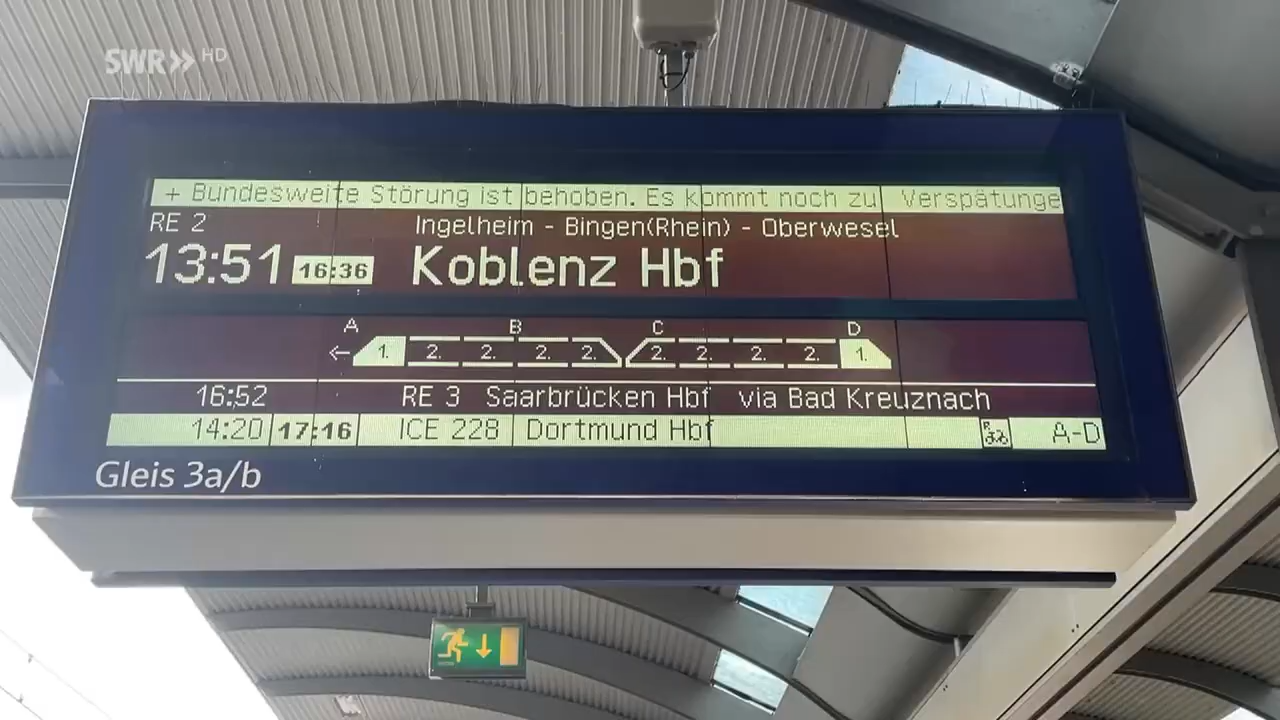 SWR>> HD
+ Bundesweite Störung ist behoben. Es kommt noch zu Verspätunge
RE 2
Ingelheim - Bingen(Rhein) - Oberwesel
13:51 16:36 Koblenz Hbf
A B C D
← 1. 2. 2. 2. 2. 2. 2. 2. 2. 1.
16:52 RE 3 Saarbrücken Hbf via Bad Kreuznach
14:20 17:16 ICE 228 Dortmund Hbf R A-D
Gleis 3a/b